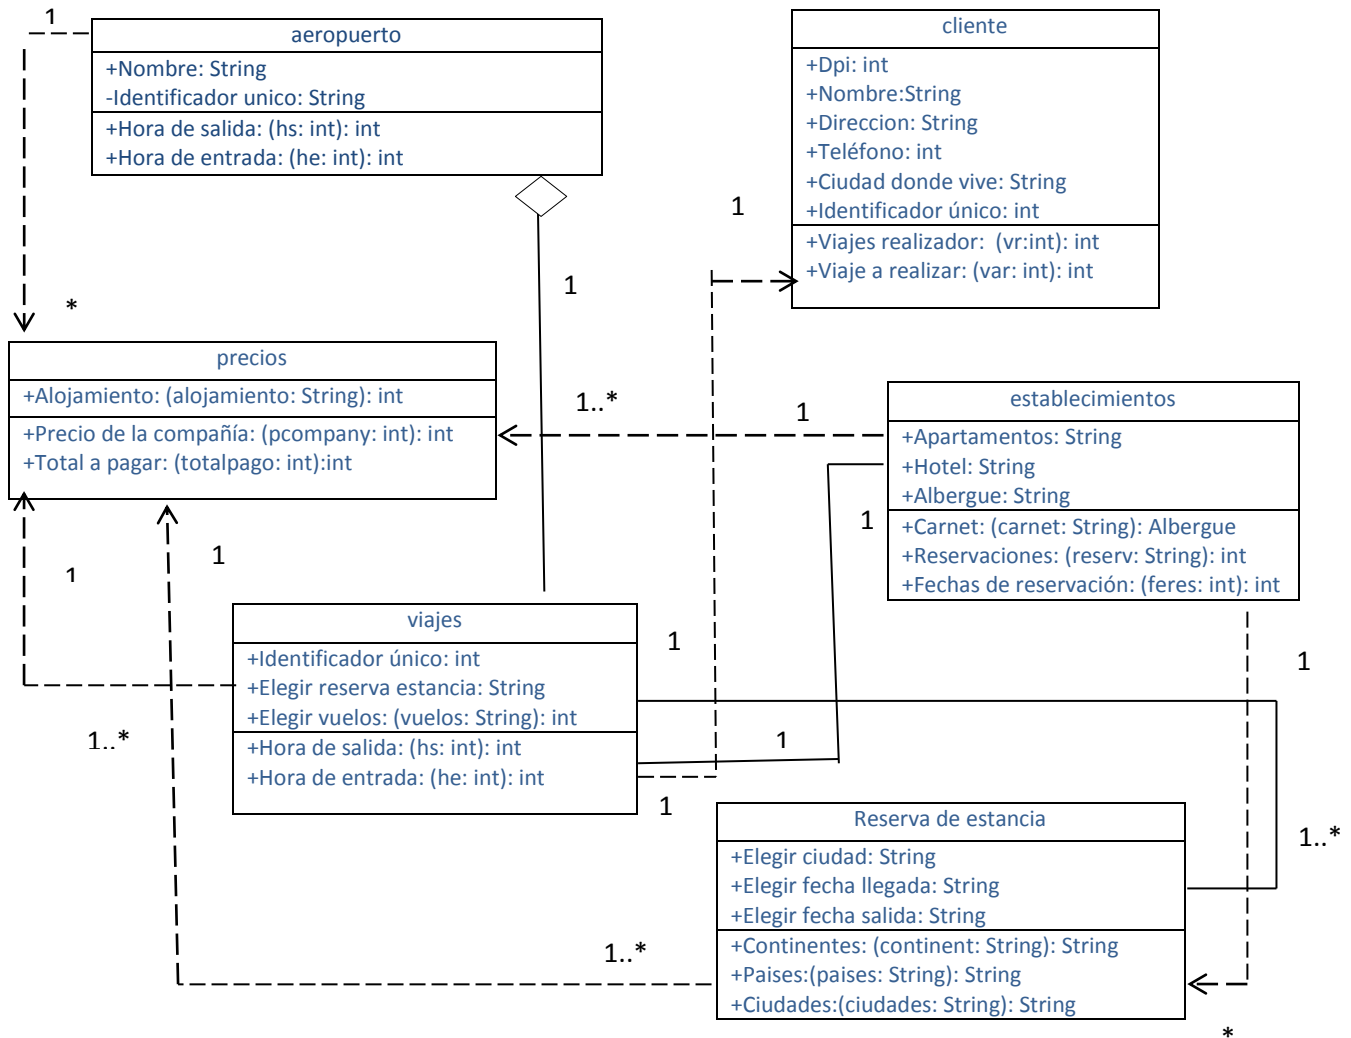 1
aeropuerto
+Nombre: String
-Identificador unico: String
+Hora de salida: (hs: int): int
+Hora de entrada: (he: int): int
cliente
+Dpi: int
+Nombre:String
+Direccion: String
+Teléfono: int
+Ciudad donde vive: String
+Identificador único: int
+Viajes realizador:  (vr:int): int
+Viaje a realizar: (var: int): int
1
1
*
precios
+Alojamiento: (alojamiento: String): int
+Precio de la compañía: (pcompany: int): int
+Total a pagar: (totalpago: int):int
1..*
1
establecimientos
+Apartamentos: String
+Hotel: String
+Albergue: String
+Carnet: (carnet: String): Albergue
+Reservaciones: (reserv: String): int
+Fechas de reservación: (feres: int): int
1
1
1
viajes
+Identificador único: int
+Elegir reserva estancia: String
+Elegir vuelos: (vuelos: String): int
+Hora de salida: (hs: int): int
+Hora de entrada: (he: int): int
1
1
1..*
1
1
Reserva de estancia
+Elegir ciudad: String
+Elegir fecha llegada: String
+Elegir fecha salida: String
+Continentes: (continent: String): String
+Paises:(paises: String): String
+Ciudades:(ciudades: String): String
1..*
1..*
*